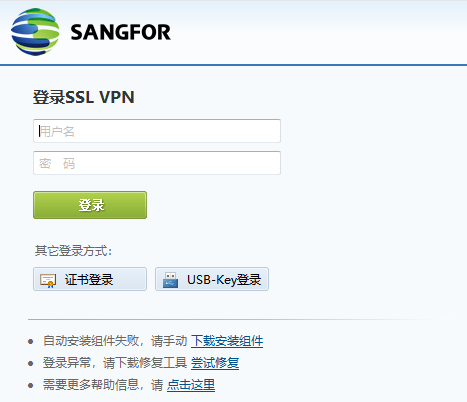 SANGFOR
登录SSL VPN
用户名
密 码
登录
其它登录方式：
证书登录 USB-Key登录
自动安装组件失败，请手动 下载安装组件
登录异常，请下载修复工具 尝试修复
需要更多帮助信息，请 点击这里